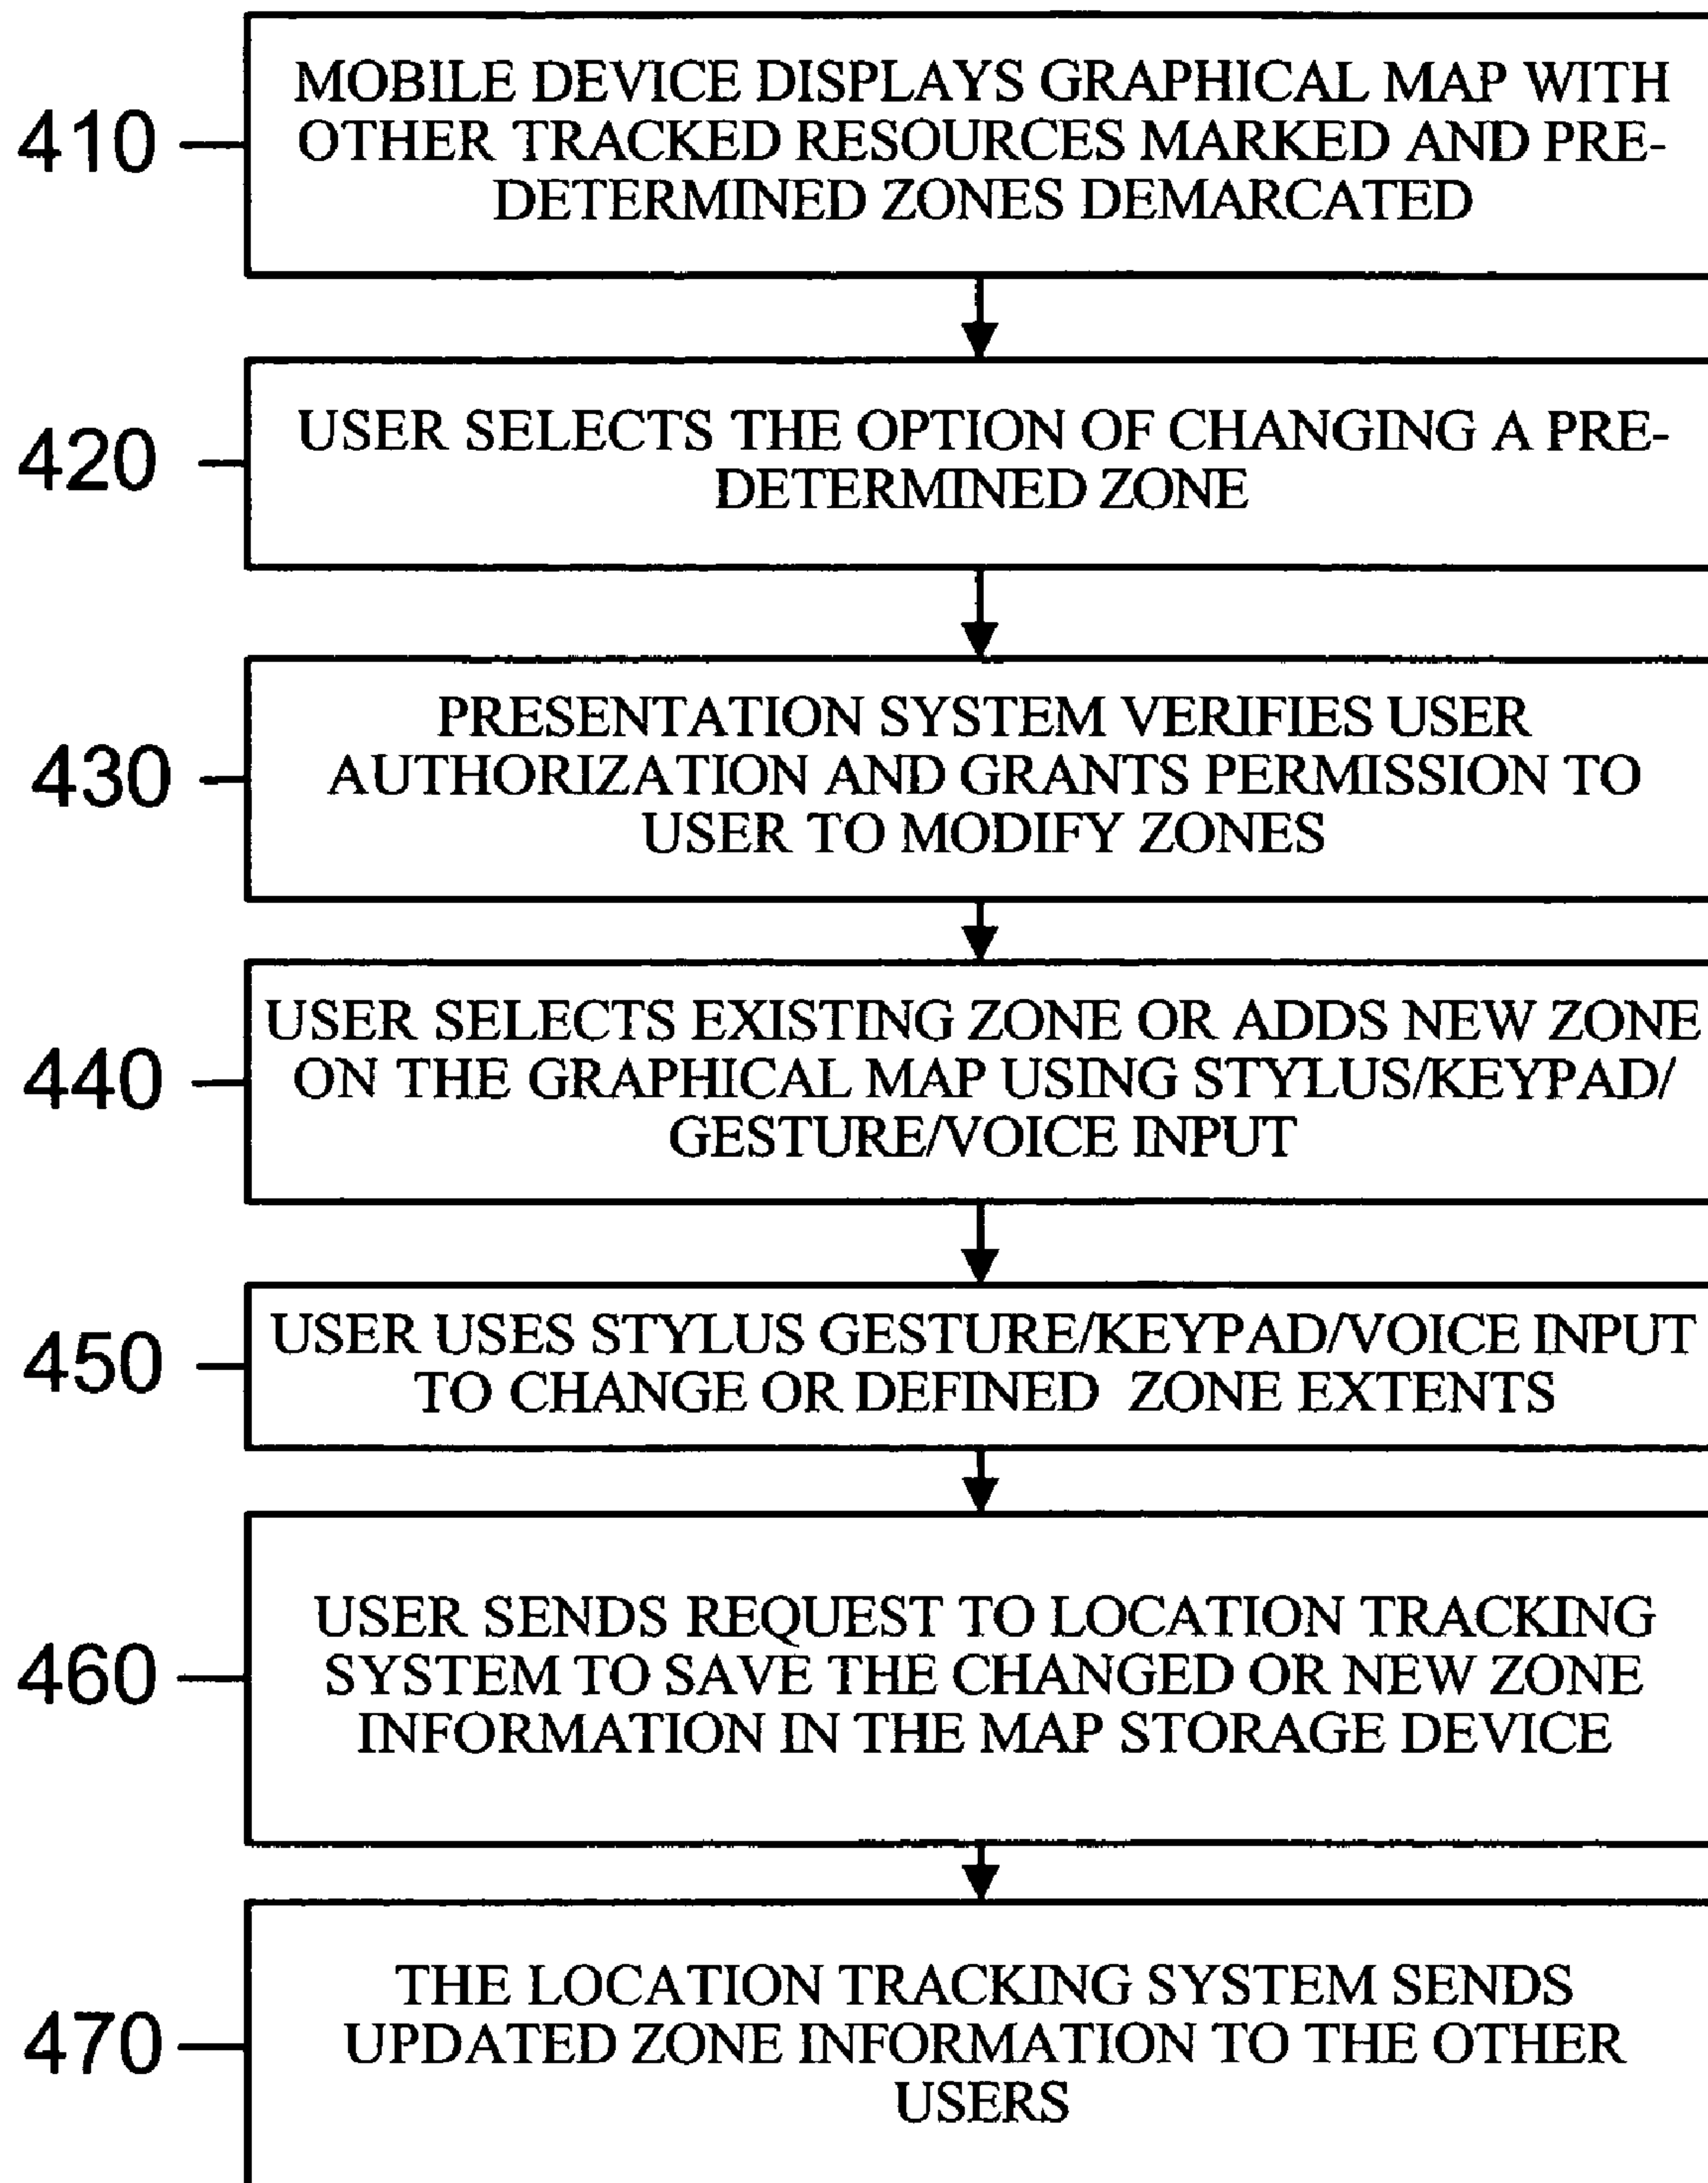 410
MOBILE DEVICE DISPLAYS GRAPHICAL MAP WITH
OTHER TRACKED RESOURCES MARKED AND PRE-
DETERMINED ZONES DEMARCATED
420
USER SELECTS THE OPTION OF CHANGING A PRE-
DETERMINED ZONE
430
PRESENTATION SYSTEM VERIFIES USER
AUTHORIZATION AND GRANTS PERMISSION TO
USER TO MODIFY ZONES
440
USER SELECTS EXISTING ZONE OR ADDS NEW ZONE
ON THE GRAPHICAL MAP USING STYLUS/KEYPAD/
GESTURE/VOICE INPUT
450
USER USES STYLUS GESTURE/KEYPAD/VOICE INPUT
TO CHANGE OR DEFINED ZONE EXTENTS
460
USER SENDS REQUEST TO LOCATION TRACKING
SYSTEM TO SAVE THE CHANGED OR NEW ZONE
INFORMATION IN THE MAP STORAGE DEVICE
470
THE LOCATION TRACKING SYSTEM SENDS
UPDATED ZONE INFORMATION TO THE OTHER
USERS